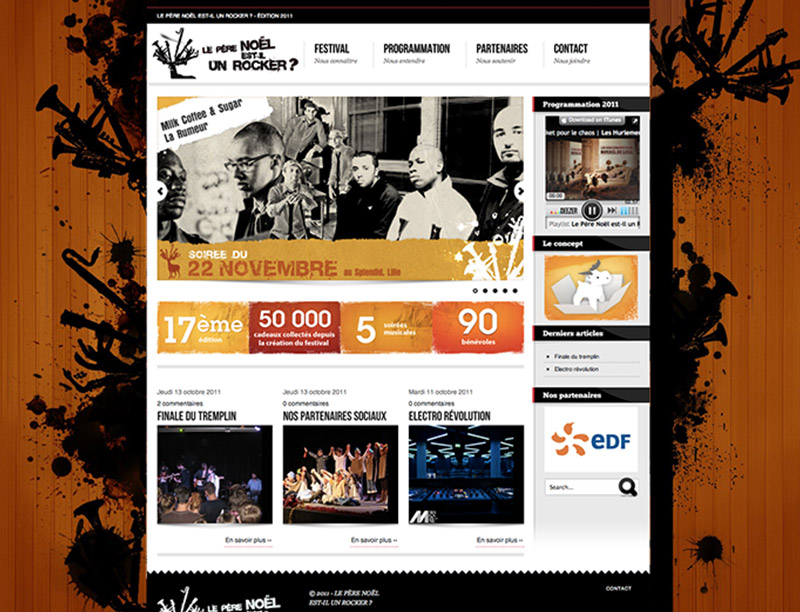 LE PÈRE NOËL EST-IL UN ROCKER ? - ÉDITION 2011
LE PÈRE NOËL
EST-IL
UN ROCKER ?
FESTIVAL
Nous connaître
PROGRAMMATION
Nous entendre
PARTENAIRES
Nous soutenir
CONTACT
Nous joindre
Milk Coffee & Sugar
La Rumeur
SOIREE DU
22 NOVEMBRE au Splendid, Lille
17ème
édition
50 000
cadeaux collectés depuis
la création du festival
5 soirées
musicales
90
bénévoles
Jeudi 13 octobre 2011
2 commentaires
FINALE DU TREMPLIN
En savoir plus
Jeudi 13 octobre 2011
0 commentaires
NOS PARTENAIRES SOCIAUX
En savoir plus
Mardi 11 octobre 2011
0 commentaires
ELECTRO RÉVOLUTION
En savoir plus
Programmation 2011
Download on iTunes
ket pour le chaos | Les Hurlemen
00:00
DEEZER
Playlist Le Père Noël est-il un
Le concept
Derniers articles
Finale du tremplin
Electro révolution
Nos partenaires
eDF
Search...
LE PÈRE NOËL
© 2011 - LE PÈRE NOËL
EST-IL UN ROCKER ?
CONTACT